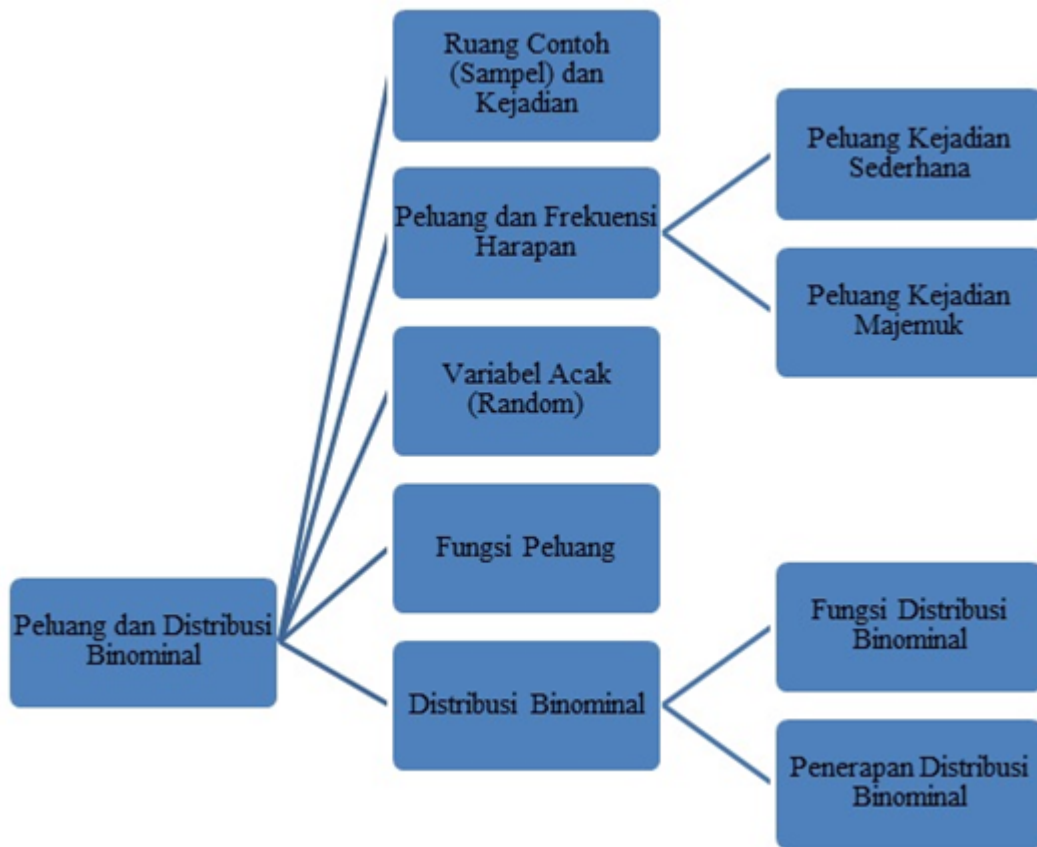 Ruang Contoh
(Sampel) dan
Kejadian
Peluang Kejadian
Sederhana
Peluang dan Frekuensi
Harapan
Peluang Kejadian
Majemuk
Variabel Acak
(Random)
Fungsi Peluang
Peluang dan Distribusi
Binominal
Fungsi Distribusi
Binominal
Distribusi Binominal
Penerapan Distribusi
Binominal